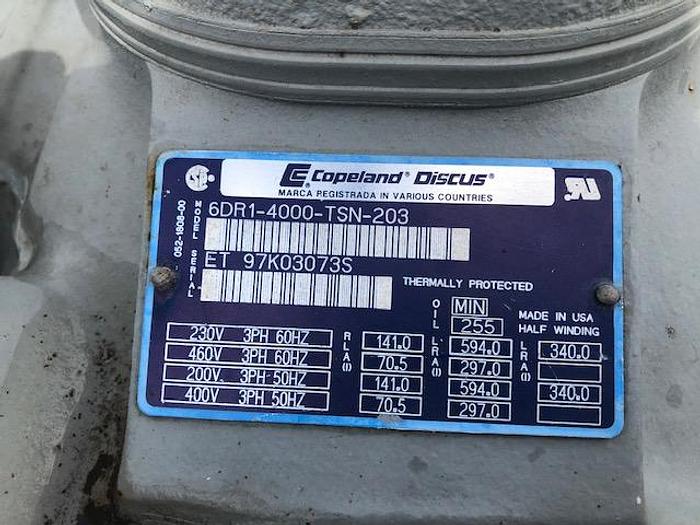 Copeland® Discus®
MARCA REGISTRADA IN VARIOUS COUNTRIES
052-1808-00
MODEL 6DR1-4000-TSN-203
SERIAL ET 97K03073S
THERMALLY PROTECTED
OIL MIN 255
MADE IN USA
HALF WINDING
RLA(I) LRA(I) LRA(I)
230V 3PH 60HZ 141.0 594.0 340.0
460V 3PH 60HZ 70.5 297.0
200V 3PH 50HZ 141.0 594.0 340.0
400V 3PH 50HZ 70.5 297.0